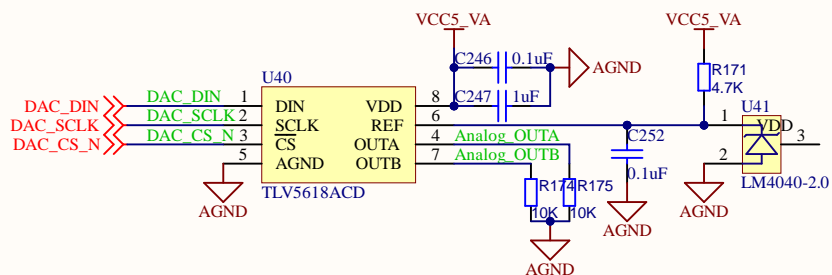 VCC5_VA
VCC5_VA
C246
0.1uF
AGND
C247
1uF
R171
4.7K
U40
U41
DAC_DIN
DAC_DIN
1
DIN
VDD
8
DAC_SCLK
DAC_SCLK
2
SCLK
REF
6
1
VDD
DAC_CS_N
DAC_CS_N
3
CS
OUTA
4
Analog_OUTA
C252
3
5
AGND
OUTB
7
Analog_OUTB
2
0.1uF
TLV5618ACD
R174
R175
LM4040-2.0
AGND
10K
10K
AGND
AGND
AGND